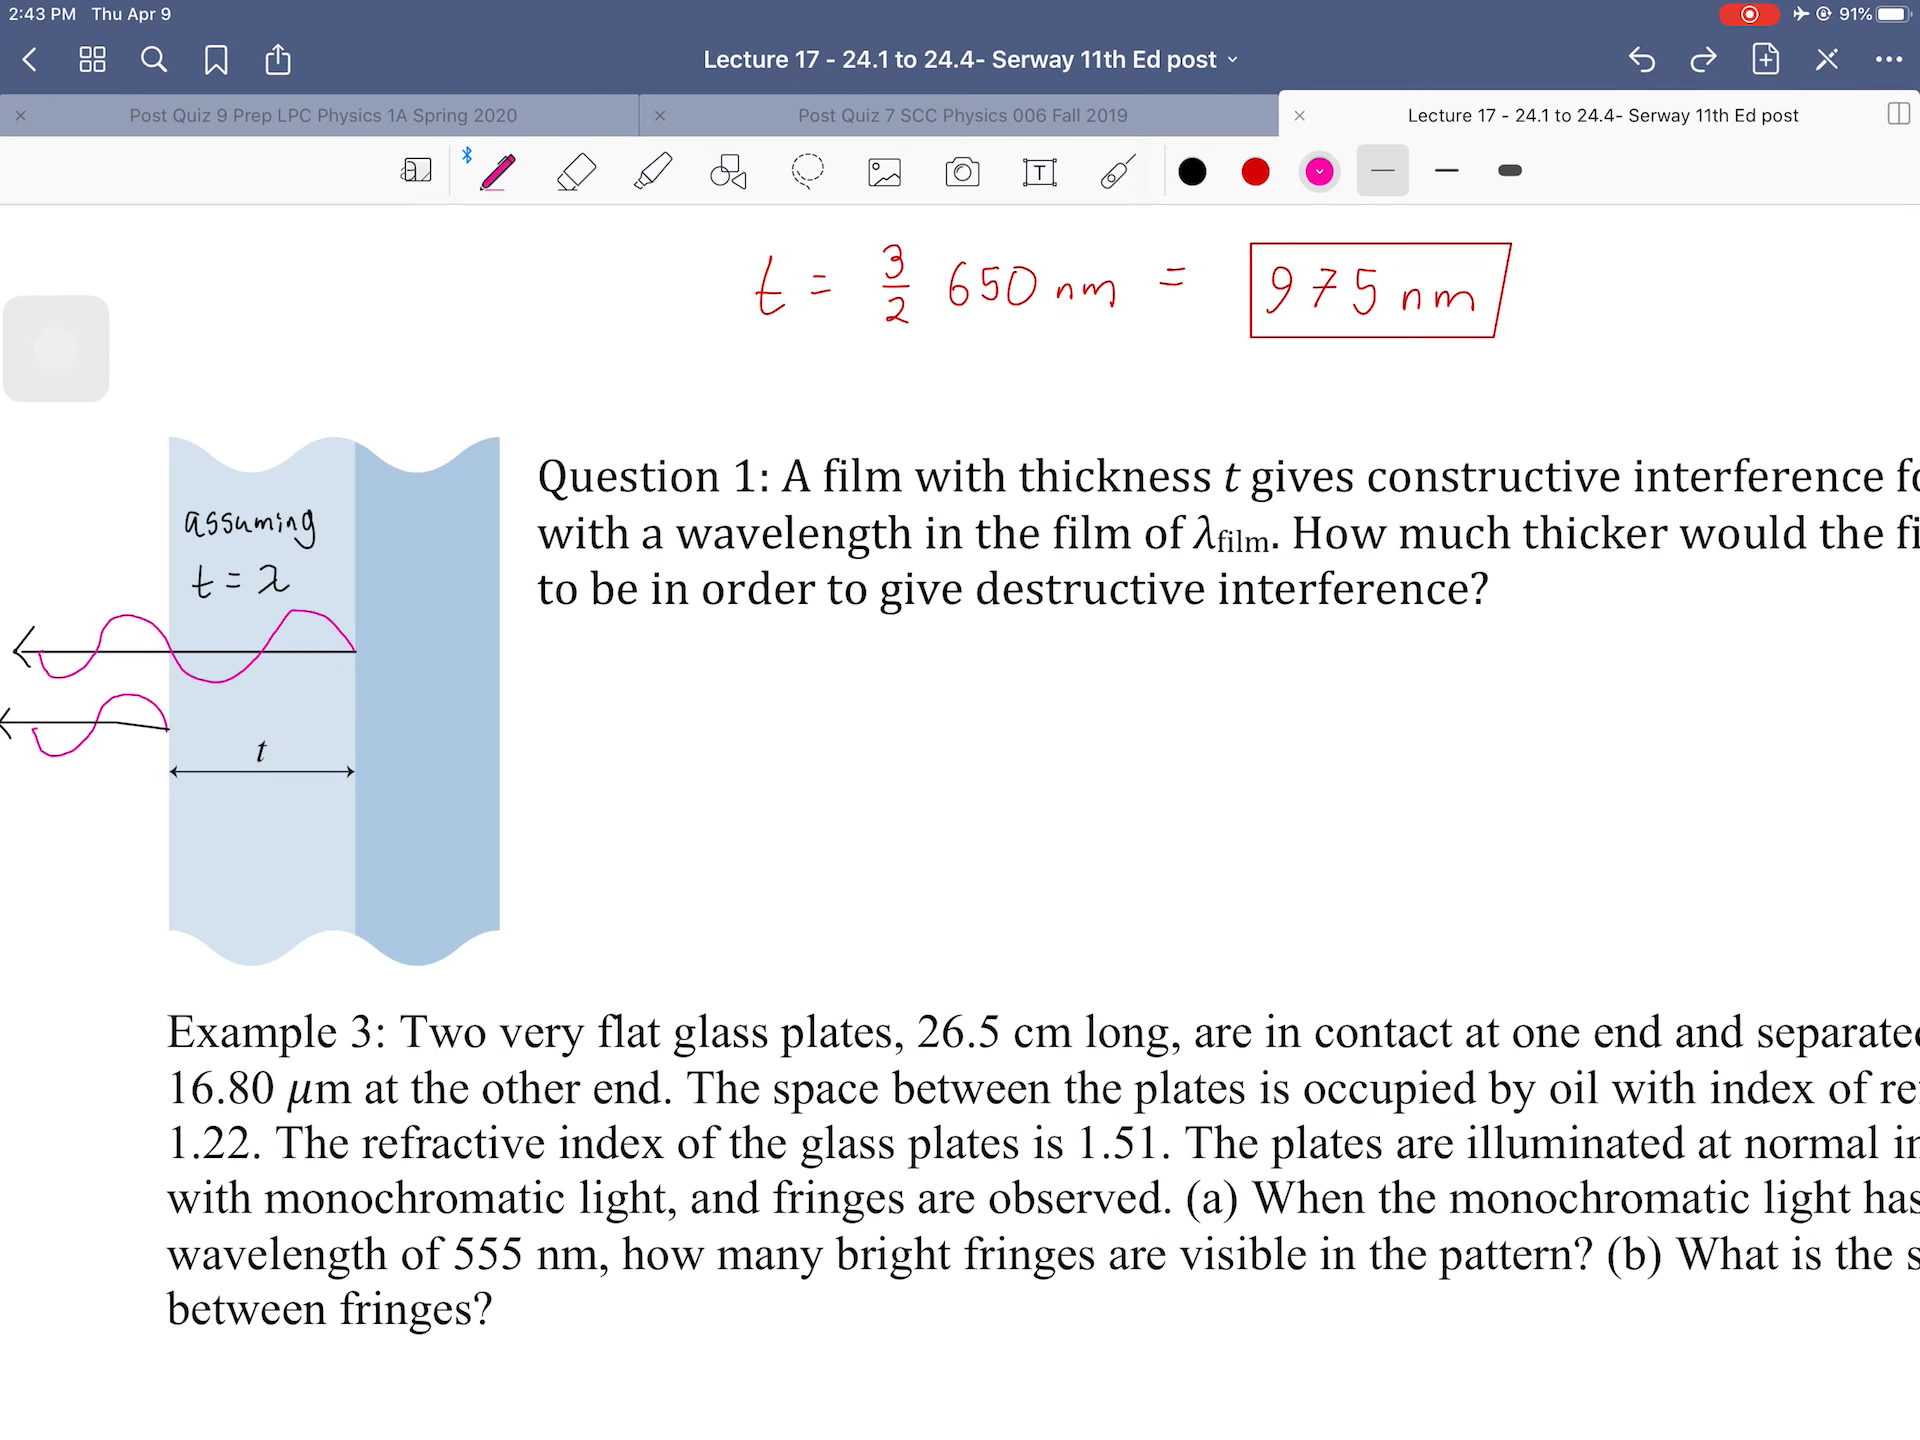 2:43 PM Thu Apr 9
91%
Lecture 17 - 24.1 to 24.4- Serway 11th Ed post
Post Quiz 9 Prep LPC Physics 1A Spring 2020
Post Quiz 7 SCC Physics 006 Fall 2019
Lecture 17 - 24.1 to 24.4- Serway 11th Ed post
t = 3/2 650 nm = 975 nm
assuming
t = λ
t
Question 1: A film with thickness t gives constructive interference fo
with a wavelength in the film of λfilm. How much thicker would the fi
to be in order to give destructive interference?
Example 3: Two very flat glass plates, 26.5 cm long, are in contact at one end and separate
16.80 μm at the other end. The space between the plates is occupied by oil with index of re
1.22. The refractive index of the glass plates is 1.51. The plates are illuminated at normal in
with monochromatic light, and fringes are observed. (a) When the monochromatic light has
wavelength of 555 nm, how many bright fringes are visible in the pattern? (b) What is the s
between fringes?